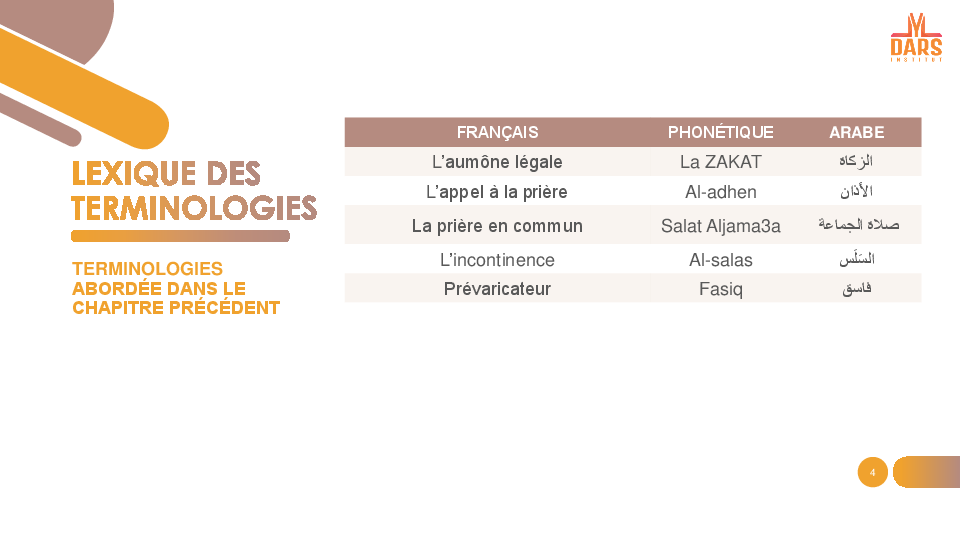 DARS
INSTITUT
LEXIQUE DES
TERMINOLOGIES
TERMINOLOGIES
ABORDÉE DANS LE
CHAPITRE PRÉCÉDENT
FRANÇAIS PHONÉTIQUE ARABE
L’aumône légale La ZAKAT الزكاه
L’appel à la prière Al-adhen الأذان
La prière en commun Salat Aljama3a صلاة الجماعة
L’incontinence Al-salas السَلَس
Prévaricateur Fasiq فاسق
4